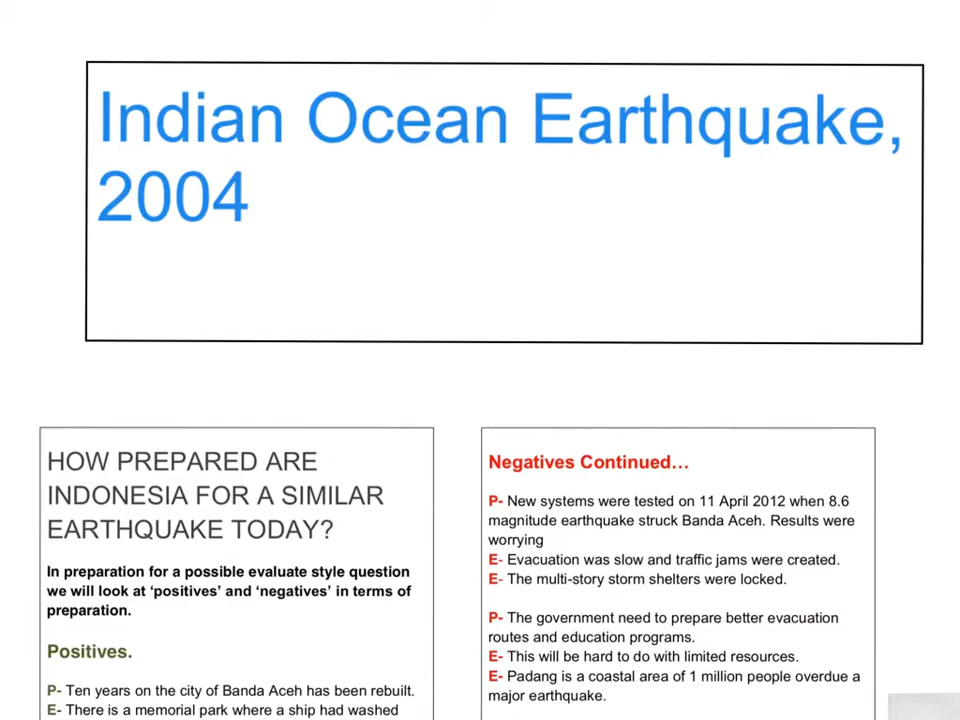 Indian Ocean Earthquake,
2004
HOW PREPARED ARE
INDONESIA FOR A SIMILAR
EARTHQUAKE TODAY?
In preparation for a possible evaluate style question
we will look at ‘positives’ and ‘negatives’ in terms of
preparation.
Positives.
P- Ten years on the city of Banda Aceh has been rebuilt.
E- There is a memorial park where a ship had washed
Negatives Continued…
P- New systems were tested on 11 April 2012 when 8.6
magnitude earthquake struck Banda Aceh. Results were
worrying
E- Evacuation was slow and traffic jams were created.
E- The multi-story storm shelters were locked.
P- The government need to prepare better evacuation
routes and education programs.
E- This will be hard to do with limited resources.
E- Padang is a coastal area of 1 million people overdue a
major earthquake.